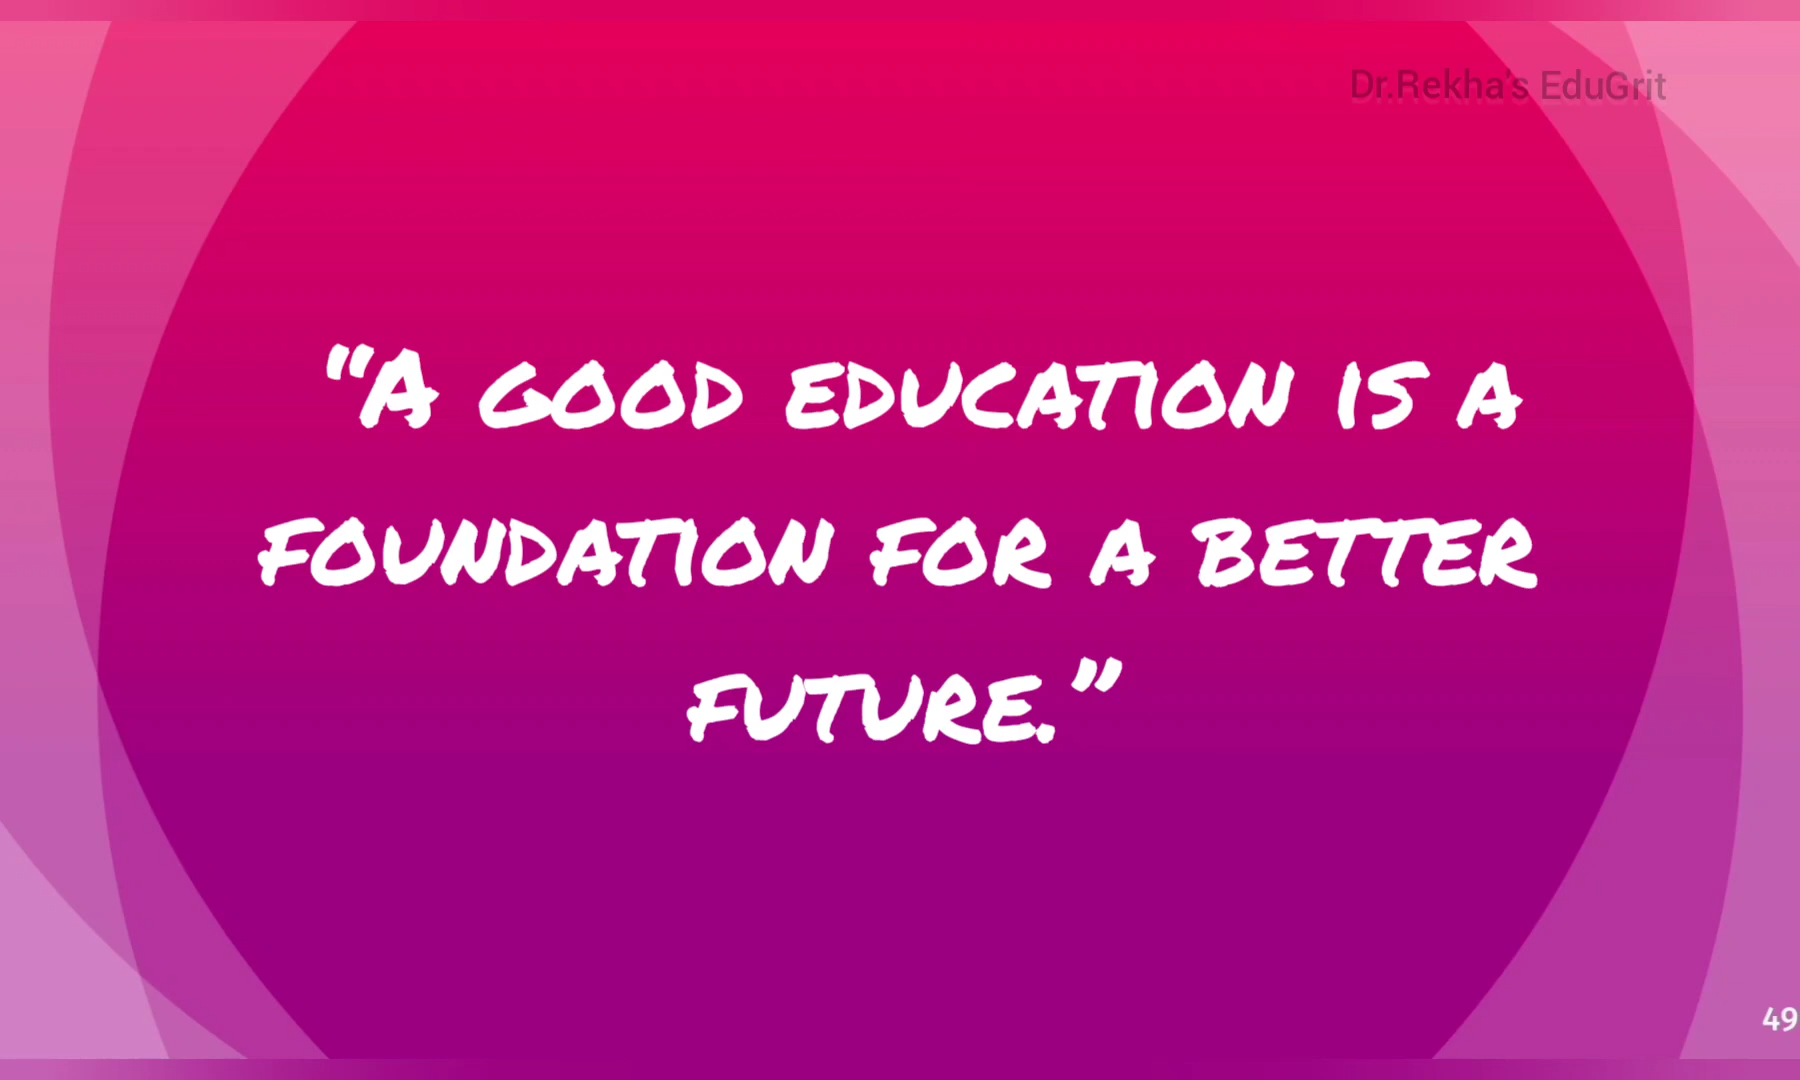 Dr.Rekha's EduGrit
“A GOOD EDUCATION IS A
FOUNDATION FOR A BETTER
FUTURE.”
49